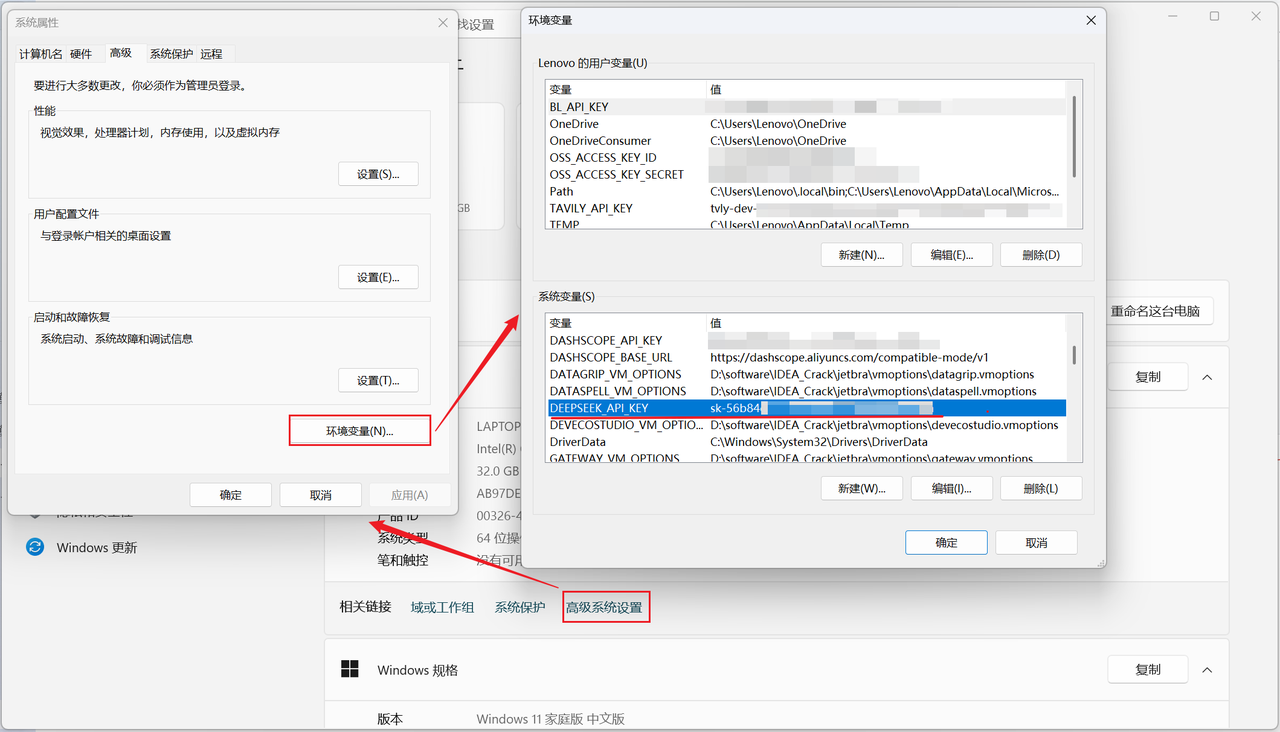 系统属性
计算机名 硬件 高级 系统保护 远程
要进行大多数更改，你必须作为管理员登录。
性能
视觉效果，处理器计划，内存使用，以及虚拟内存
设置(S)...
用户配置文件
与登录帐户相关的桌面设置
设置(E)...
启动和故障恢复
系统启动、系统故障和调试信息
设置(T)...
环境变量(N)...
确定 取消 应用(A)
找设置
环境变量
Lenovo 的用户变量(U)
变量 值
BL_API_KEY
OneDrive C:\Users\Lenovo\OneDrive
OneDriveConsumer C:\Users\Lenovo\OneDrive
OSS_ACCESS_KEY_ID
OSS_ACCESS_KEY_SECRET
Path C:\Users\Lenovo\.local\bin;C:\Users\Lenovo\AppData\Local\Micros...
TAVILY_API_KEY tvly-dev-
TEMP C:\Users\Lenovo\AppData\Local\Temp
新建(N)... 编辑(E)... 删除(D)
系统变量(S)
变量 值
DASHSCOPE_API_KEY
DASHSCOPE_BASE_URL https://dashscope.aliyuncs.com/compatible-mode/v1
DATAGRIP_VM_OPTIONS D:\software\IDEA_Crack\jetbra\vmoptions\datagrip.vmoptions
DATASPELL_VM_OPTIONS D:\software\IDEA_Crack\jetbra\vmoptions\dataspell.vmoptions
DEEPSEEK_API_KEY sk-56b84
DEVECOSTUDIO_VM_OPTIO... D:\software\IDEA_Crack\jetbra\vmoptions\devecostudio.vmoptions
DriverData C:\Windows\System32\Drivers\DriverData
GATEWAY_VM_OPTIONS D:\software\IDEA_Crack\jetbra\vmoptions\gateway.vmoptions
新建(W)... 编辑(I)... 删除(L)
确定 取消
GB
重命名这台电脑
复制
LAPTOP
Intel(R)
32.0 GB
AB97DE
产品 ID 00326-4
系统类型 64 位操
笔和触控 没有可用
Windows 更新
相关链接 域或工作组 系统保护 高级系统设置
Windows 规格 复制
版本 Windows 11 家庭版 中文版